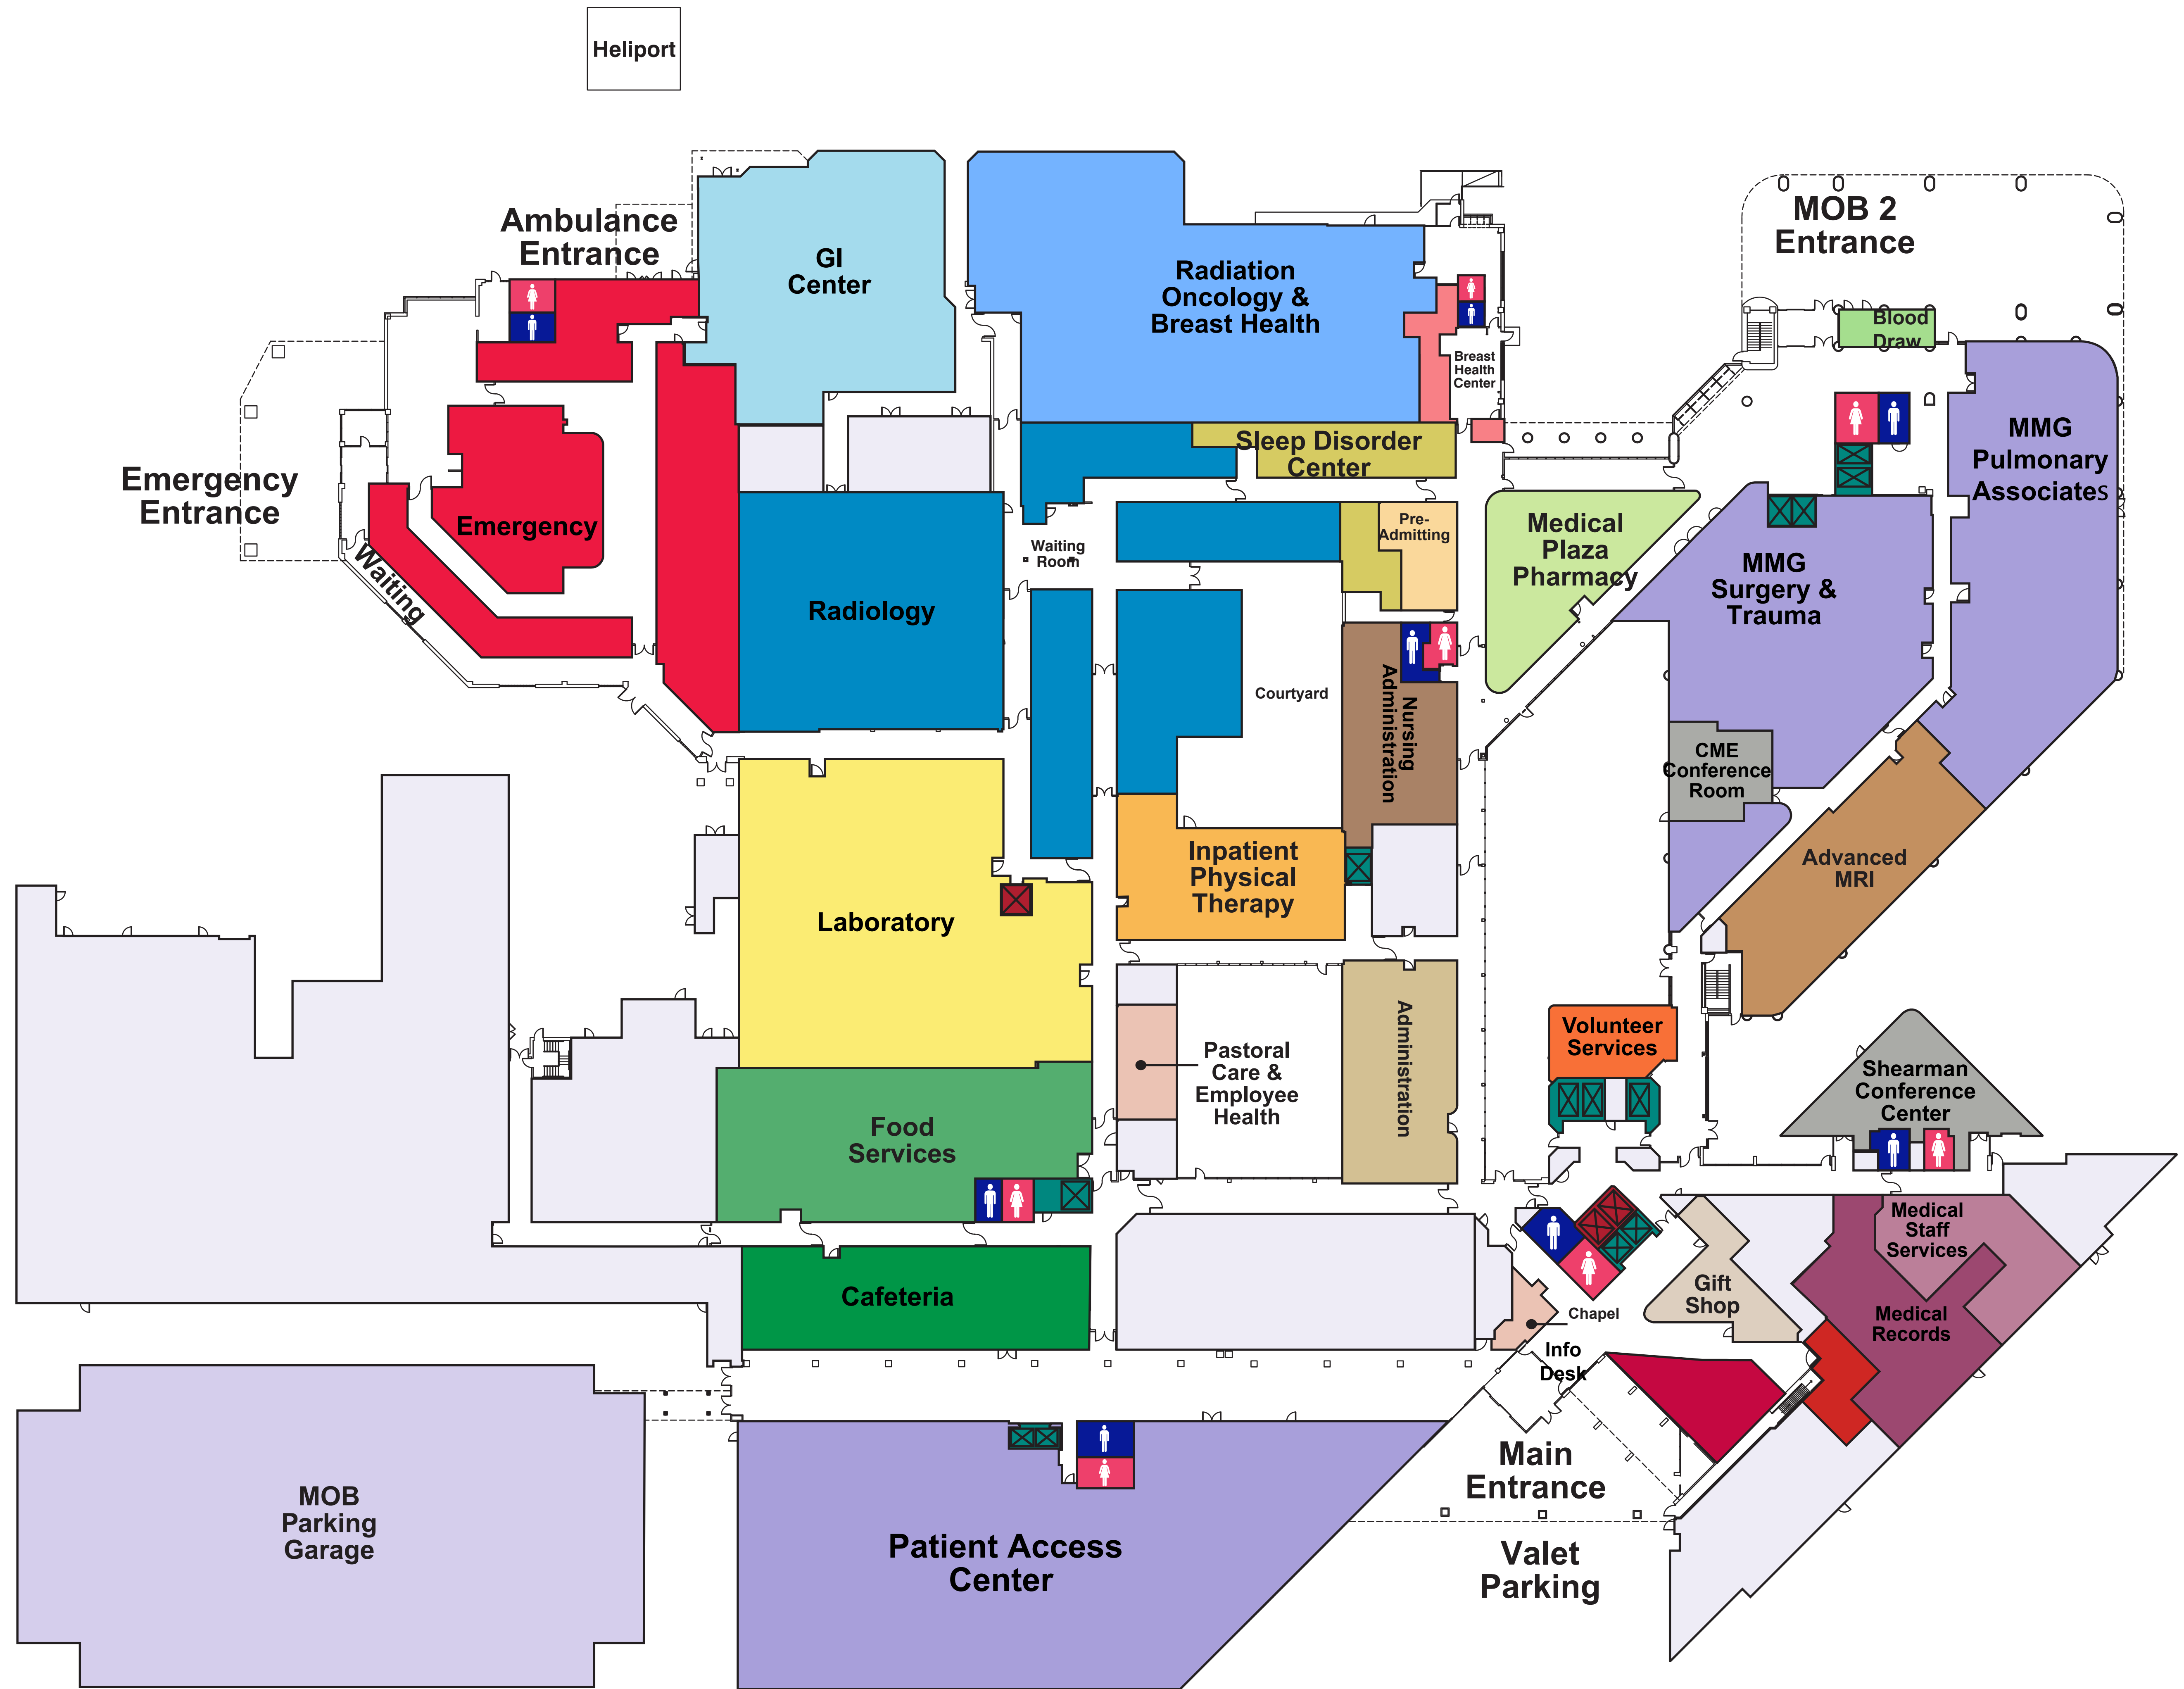 Heliport
Ambulance
Entrance
GI
Center
Radiation
Oncology &
Breast Health
MOB 2
Entrance
Blood
Draw
Breast
Health
Center
Emergency
Entrance
Emergency
Waiting
Sleep Disorder
Center
MMG
Pulmonary
Associates
Radiology
Waiting
Room
Pre-
Admitting
Medical
Plaza
Pharmacy
MMG
Surgery &
Trauma
Courtyard
Nursing
Administration
CME
Conference
Room
Advanced
MRI
Laboratory
Inpatient
Physical
Therapy
Pastoral
Care &
Employee
Health
Administration
Volunteer
Services
Shearman
Conference
Center
Food
Services
Cafeteria
Chapel
Info
Desk
Gift
Shop
Medical
Staff
Services
Medical
Records
Main
Entrance
MOB
Parking
Garage
Patient Access
Center
Valet
Parking